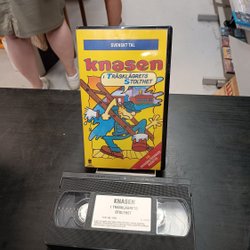 SVENSKT TAL
knasen
i TRÄSKLÄGRETS
STOLTHET
KNASEN
I TRÄSKLÄGRETS
STOLTHET